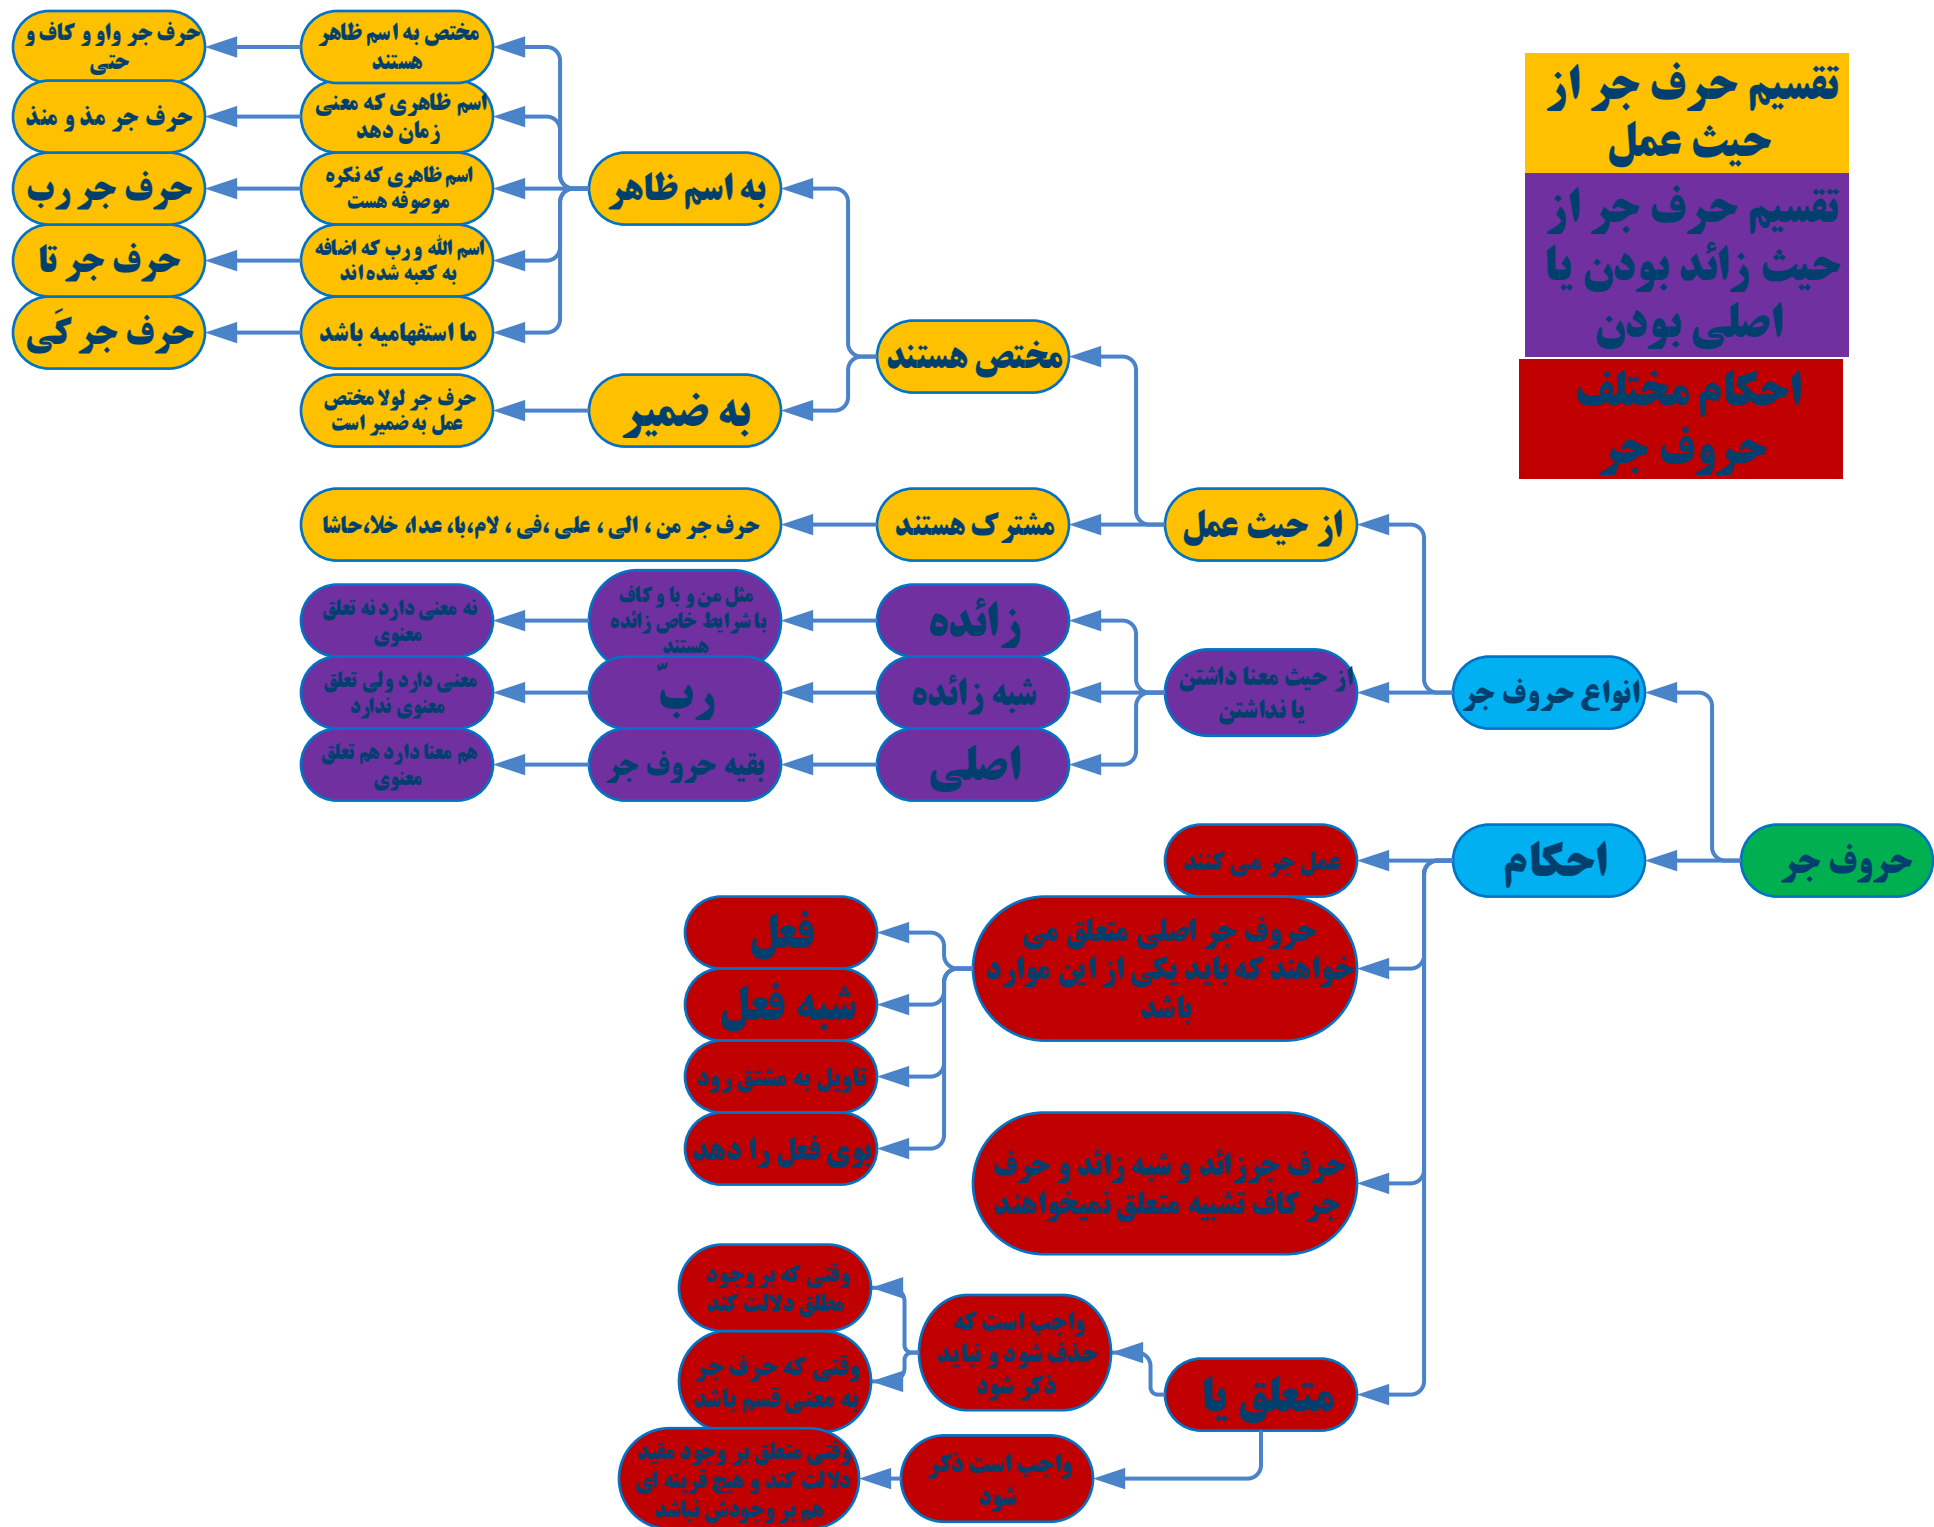 تقسیم حرف جر از
حیث عمل
تقسیم حرف جر از
حیث زائد بودن یا
اصلی بودن
احکام مختلف
حروف جر
حروف جر
انواع حروف جر
از حیث عمل
مختص هستند
به اسم ظاهر
مختص به اسم ظاهر
هستند
حرف جر واو و کاف و
حتی
اسم ظاهری که معنی
زمان دهد
حرف جر مذ و منذ
اسم ظاهری که نکره
موصوفه هست
حرف جر رب
اسم الله و رب که اضافه
به کعبه شده اند
حرف جر تا
ما استفهامیه باشد
حرف جر کَی
به ضمیر
حرف جر لولا مختص
عمل به ضمیر است
مشترک هستند
حرف جر من ، الی ، علی ،فی ، لام،با، عدا، خلا،حاشا
از حیث معنا داشتن
یا نداشتن
زائده
مثل من و با و کاف
با شرایط خاص زائده
هستند
نه معنی دارد نه تعلق
معنوی
شبه زائده
ربّ
معنی دارد ولی تعلق
معنوی ندارد
اصلی
بقیه حروف جر
هم معنا دارد هم تعلق
معنوی
احکام
عمل جر می کنند
حروف جر اصلی متعلق می
خواهند که باید یکی از این موارد
باشد
فعل
شبه فعل
تاویل به مشتق رود
بوی فعل را دهد
حرف جرزائد و شبه زائد و حرف
جر کاف تشبیه متعلق نمیخواهند
متعلق یا
واجب است که
حذف شود و نباید
ذکر شود
وقتی که بر وجود
مطلق دلالت کند
وقتی که حرف جر
به معنی قسم باشد
واجب است ذکر
شود
وقتی متعلق بر وجود مقید
دلالت کند و هیچ قرینه ای
هم بر وجودش نباشد